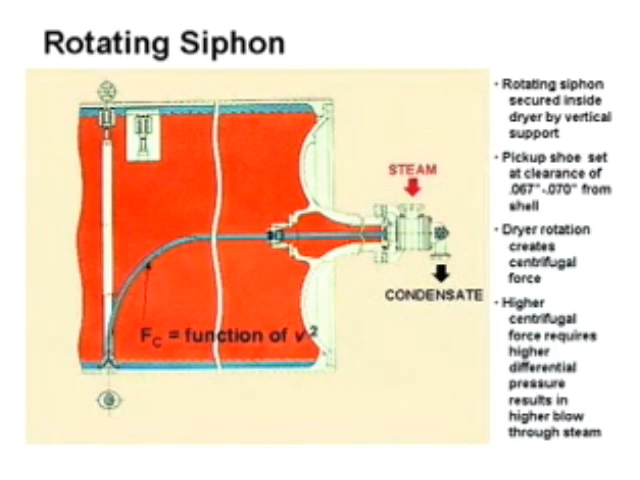 Rotating Siphon
STEAM
CONDENSATE
Fc = function of v 2
· Rotating siphon
secured inside
dryer by vertical
support
· Pickup shoe set
at clearance of
.067"-.070" from
shell
· Dryer rotation
creates
centrifugal
force
· Higher
centrifugal
force requires
higher
differential
pressure
results in
higher blow
through steam